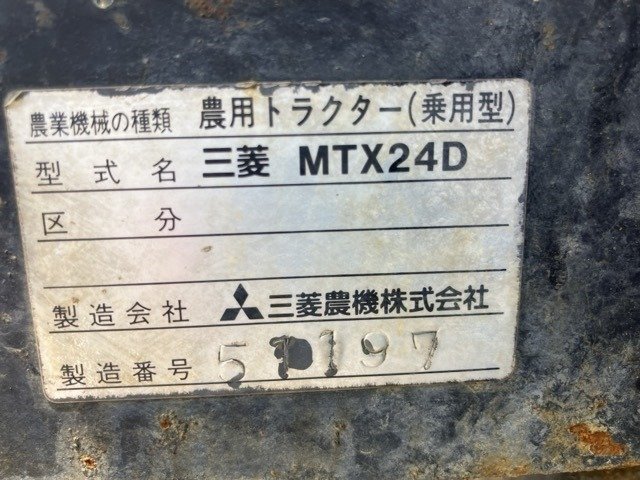 農業機械の種類 農用トラクター(乗用型)
型式名 三菱 MTX24D
区分
製造会社 三菱農機株式会社
製造番号